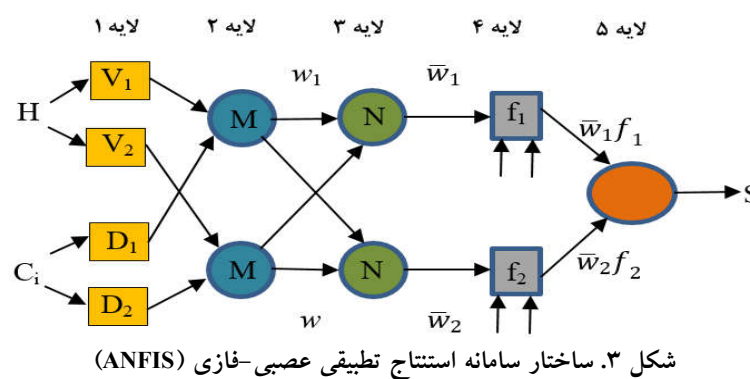 لایه ۱ لایه ۲ لایه ۳ لایه ۴ لایه ۵
V₁ w₁ w̅₁
H M N f₁ w̅₁f₁
V₂
S
D₁
Cᵢ M N f₂ w̅₂f₂
D₂ w w̅₂
شکل ۳. ساختار سامانه استنتاج تطبیقی عصبی-فازی (ANFIS)